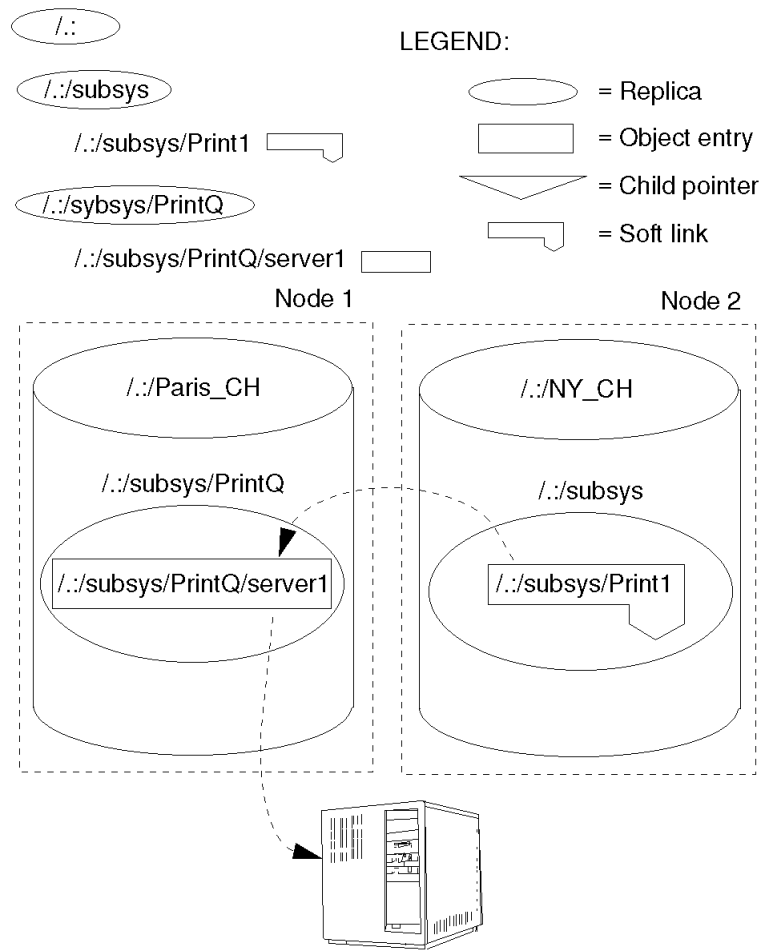 /.:
LEGEND:
/.:/subsys
= Replica
/.:/subsys/Print1
= Object entry
= Child pointer
/.:/sybsys/PrintQ
= Soft link
/.:/subsys/PrintQ/server1
Node 1
Node 2
/.:/Paris_CH
/.:/NY_CH
/.:/subsys/PrintQ
/.:/subsys
/.:/subsys/PrintQ/server1
/.:/subsys/Print1